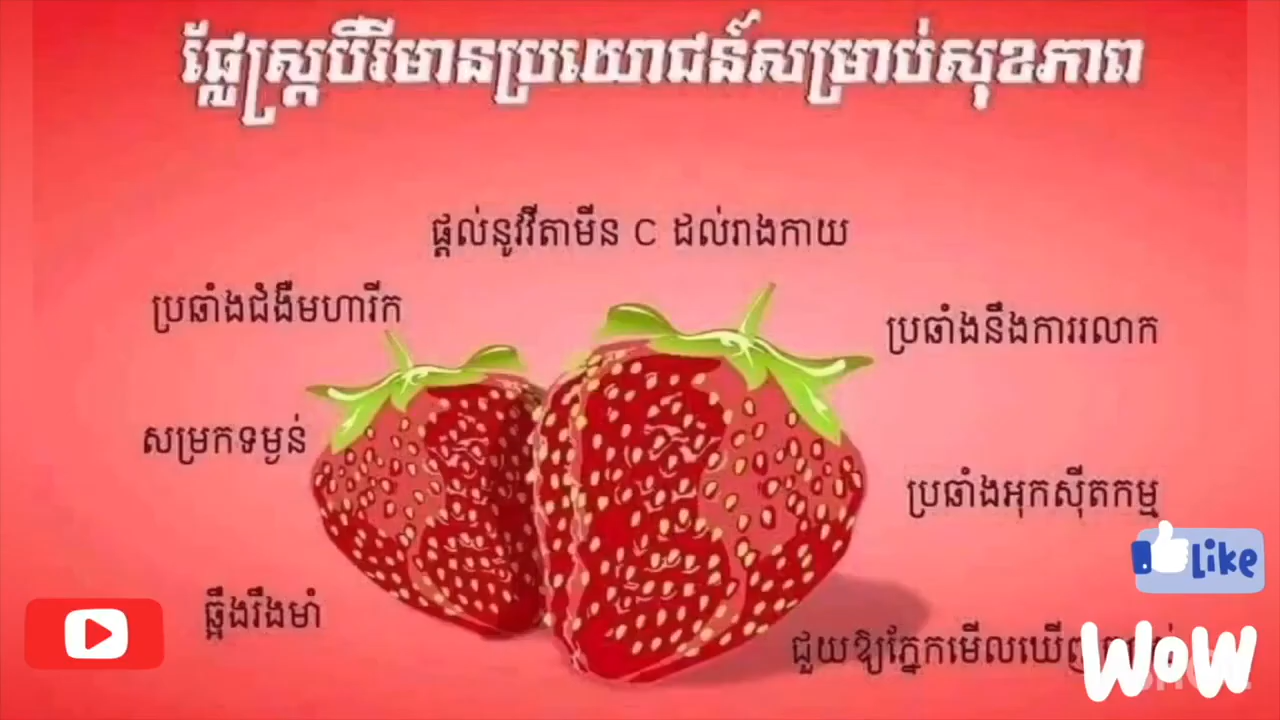 ផ្លែស្ត្របឺរីមានប្រយោជន៍សម្រាប់សុខភាព
ផ្តល់នូវវីតាមីន C ដល់រាងកាយ
ប្រឆាំងជំងឺមហារីក
ប្រឆាំងនឹងការរលាក
សម្រកទម្ងន់
ប្រឆាំងអុកស៊ីតកម្ម
Like
ឆ្អឹងរឹងមាំ
ជួយឱ្យភ្នែកមើលឃើញ
WOW